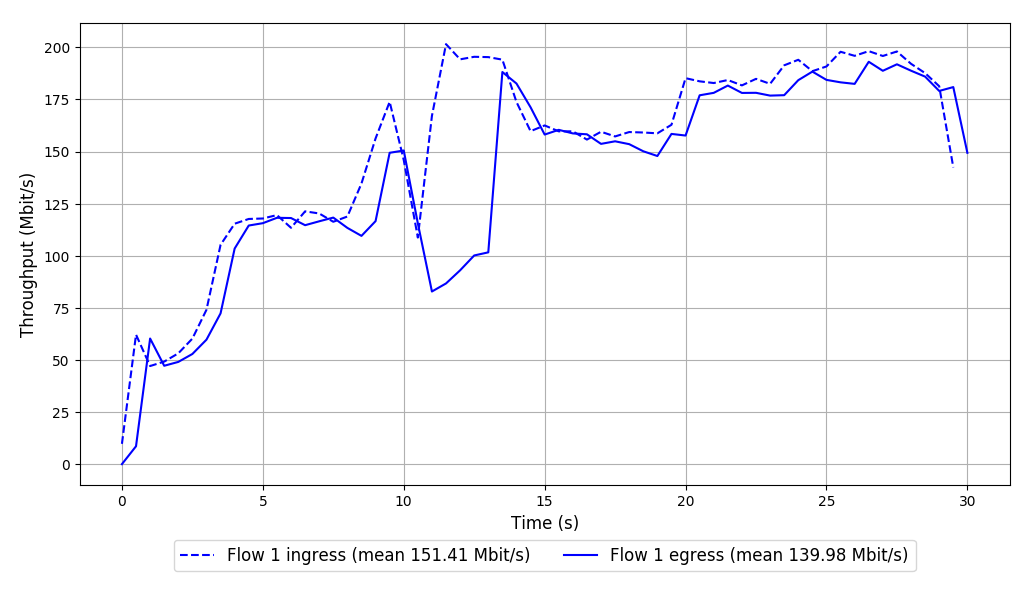 200
175
150
125
100
75
50
25
0
Throughput (Mbit/s)
0 5 10 15 20 25 30
Time (s)
Flow 1 ingress (mean 151.41 Mbit/s) Flow 1 egress (mean 139.98 Mbit/s)